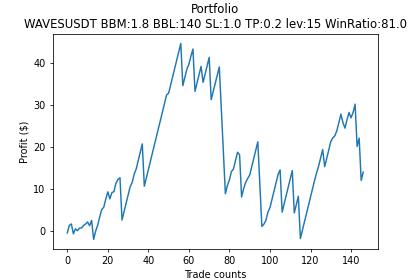 Portfolio
WAVESUSDT BBM:1.8 BBL:140 SL:1.0 TP:0.2 lev:15 WinRatio:81.0
Profit ($)
40
30
20
10
0
0 20 40 60 80 100 120 140
Trade counts